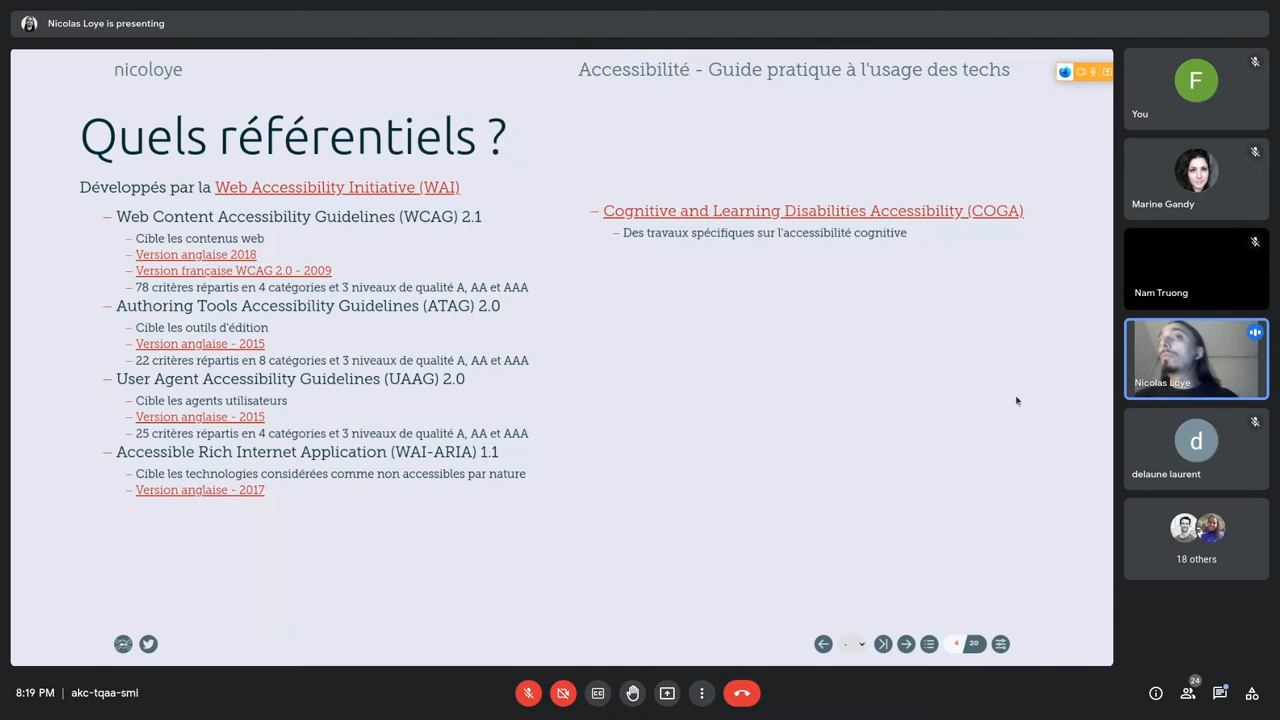 Nicolas Loye is presenting
nicoloye
Accessibilité - Guide pratique à l'usage des techs
Quels référentiels ?
Développés par la Web Accessibility Initiative (WAI)
– Web Content Accessibility Guidelines (WCAG) 2.1
– Cible les contenus web
– Version anglaise 2018
– Version française WCAG 2.0 - 2009
– 78 critères répartis en 4 catégories et 3 niveaux de qualité A, AA et AAA
– Authoring Tools Accessibility Guidelines (ATAG) 2.0
– Cible les outils d'édition
– Version anglaise - 2015
– 22 critères répartis en 8 catégories et 3 niveaux de qualité A, AA et AAA
– User Agent Accessibility Guidelines (UAAG) 2.0
– Cible les agents utilisateurs
– Version anglaise - 2015
– 25 critères répartis en 4 catégories et 3 niveaux de qualité A, AA et AAA
– Accessible Rich Internet Application (WAI-ARIA) 1.1
– Cible les technologies considérées comme non accessibles par nature
– Version anglaise - 2017
– Cognitive and Learning Disabilities Accessibility (COGA)
– Des travaux spécifiques sur l'accessibilité cognitive
- 4 20
F
You
Marine Gandy
Nam Truong
Nicolas Loye
d
delaune laurent
18 others
8:19 PM | akc-tqaa-smi
CC
24